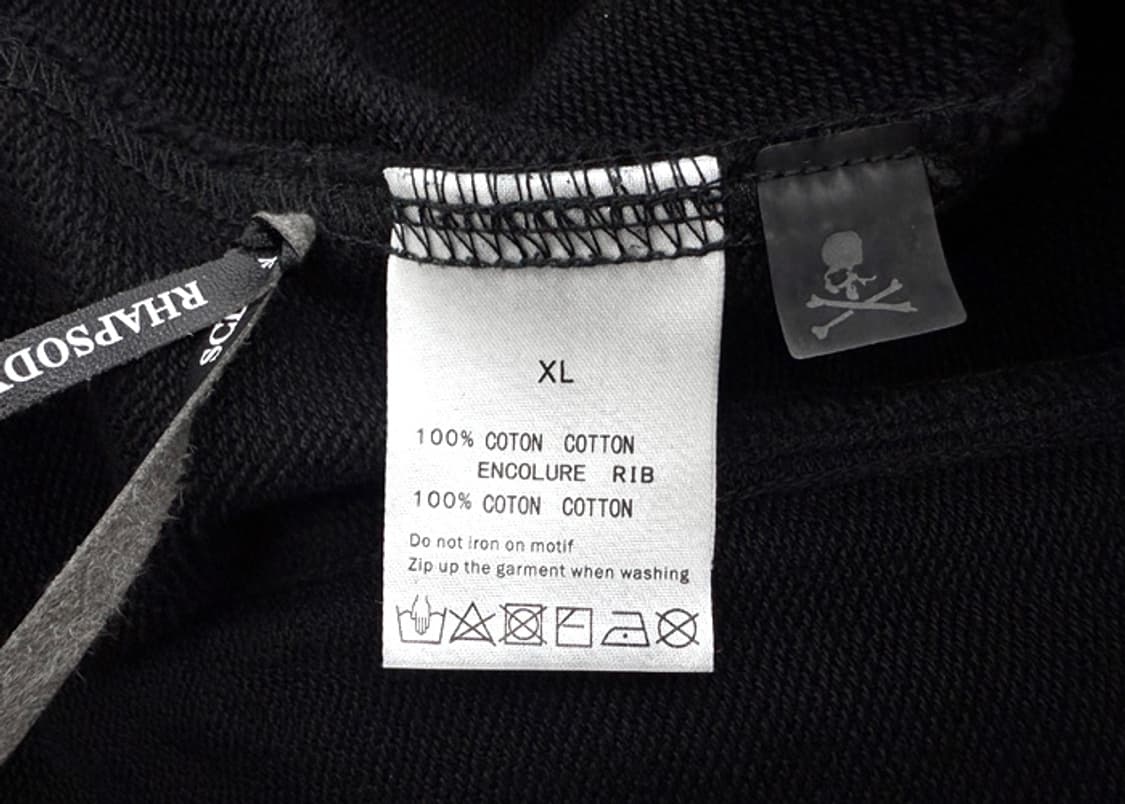 RHAPSODY
XL
100% COTON COTTON
ENCOLURE RIB
100% COTON COTTON
Do not iron on motif
Zip up the garment when washing